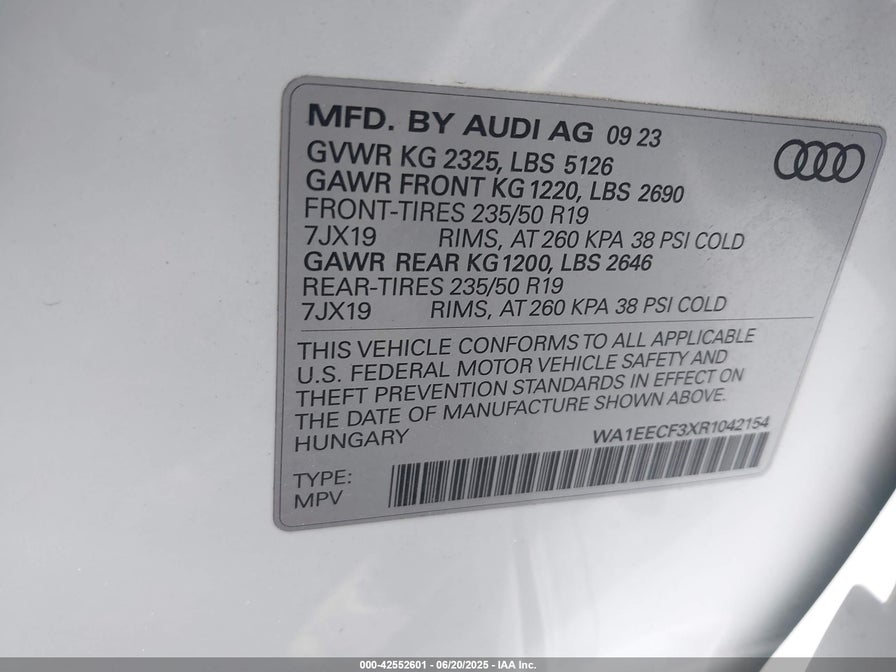 MFD. BY AUDI AG 09 23
GVWR KG 2325, LBS 5126
GAWR FRONT KG 1220, LBS 2690
FRONT-TIRES 235/50 R19
7JX19 RIMS, AT 260 KPA 38 PSI COLD
GAWR REAR KG 1200, LBS 2646
REAR-TIRES 235/50 R19
7JX19 RIMS, AT 260 KPA 38 PSI COLD
THIS VEHICLE CONFORMS TO ALL APPLICABLE
U.S. FEDERAL MOTOR VEHICLE SAFETY AND
THEFT PREVENTION STANDARDS IN EFFECT ON
THE DATE OF MANUFACTURE SHOWN ABOVE.
HUNGARY WA1EECF3XR1042154
TYPE:
MPV
000-42552601 - 06/20/2025 - IAA Inc.